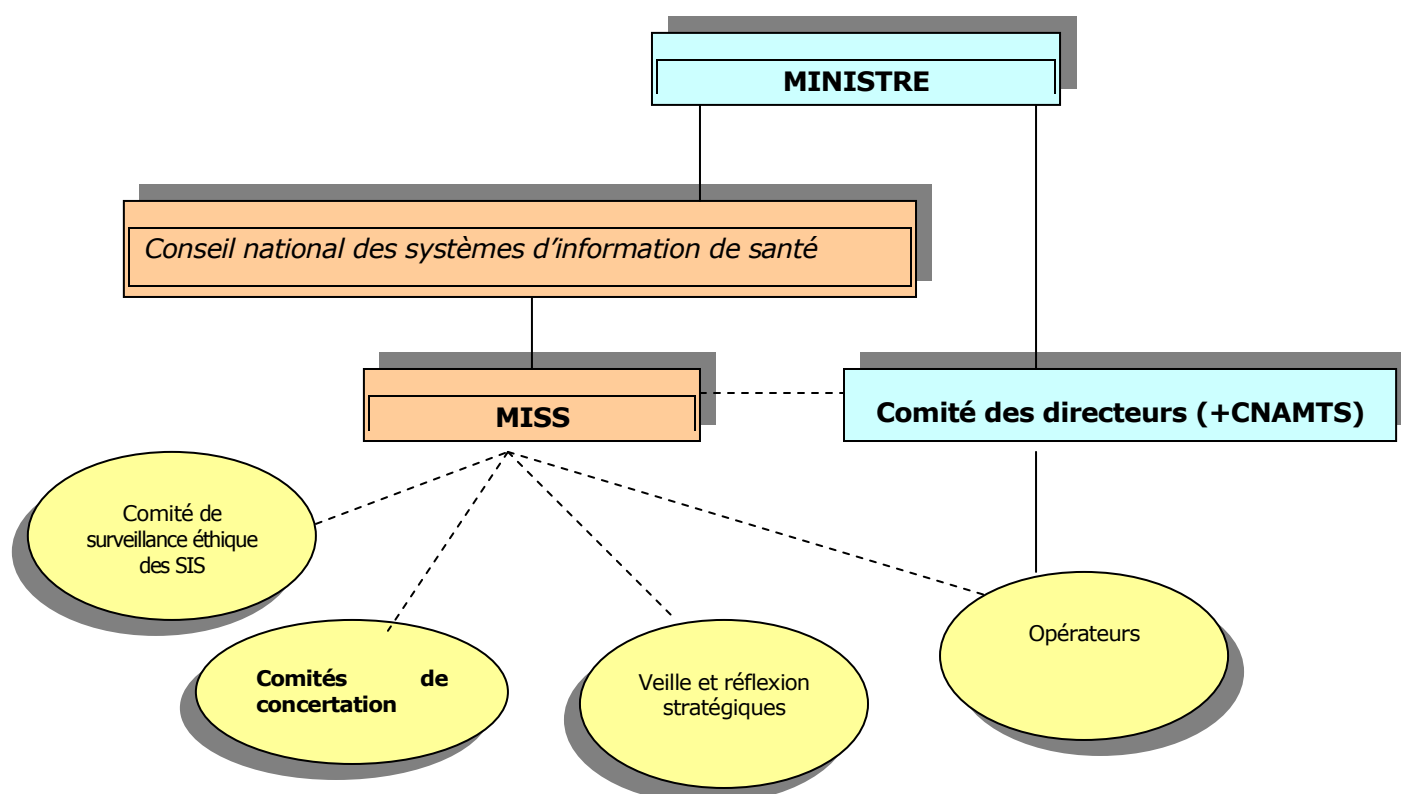 MINISTRE
Conseil national des systèmes d’information de santé
MISS
Comité des directeurs (+CNAMTS)
Comité de
surveillance éthique
des SIS
Comités de
concertation
Veille et réflexion
stratégiques
Opérateurs